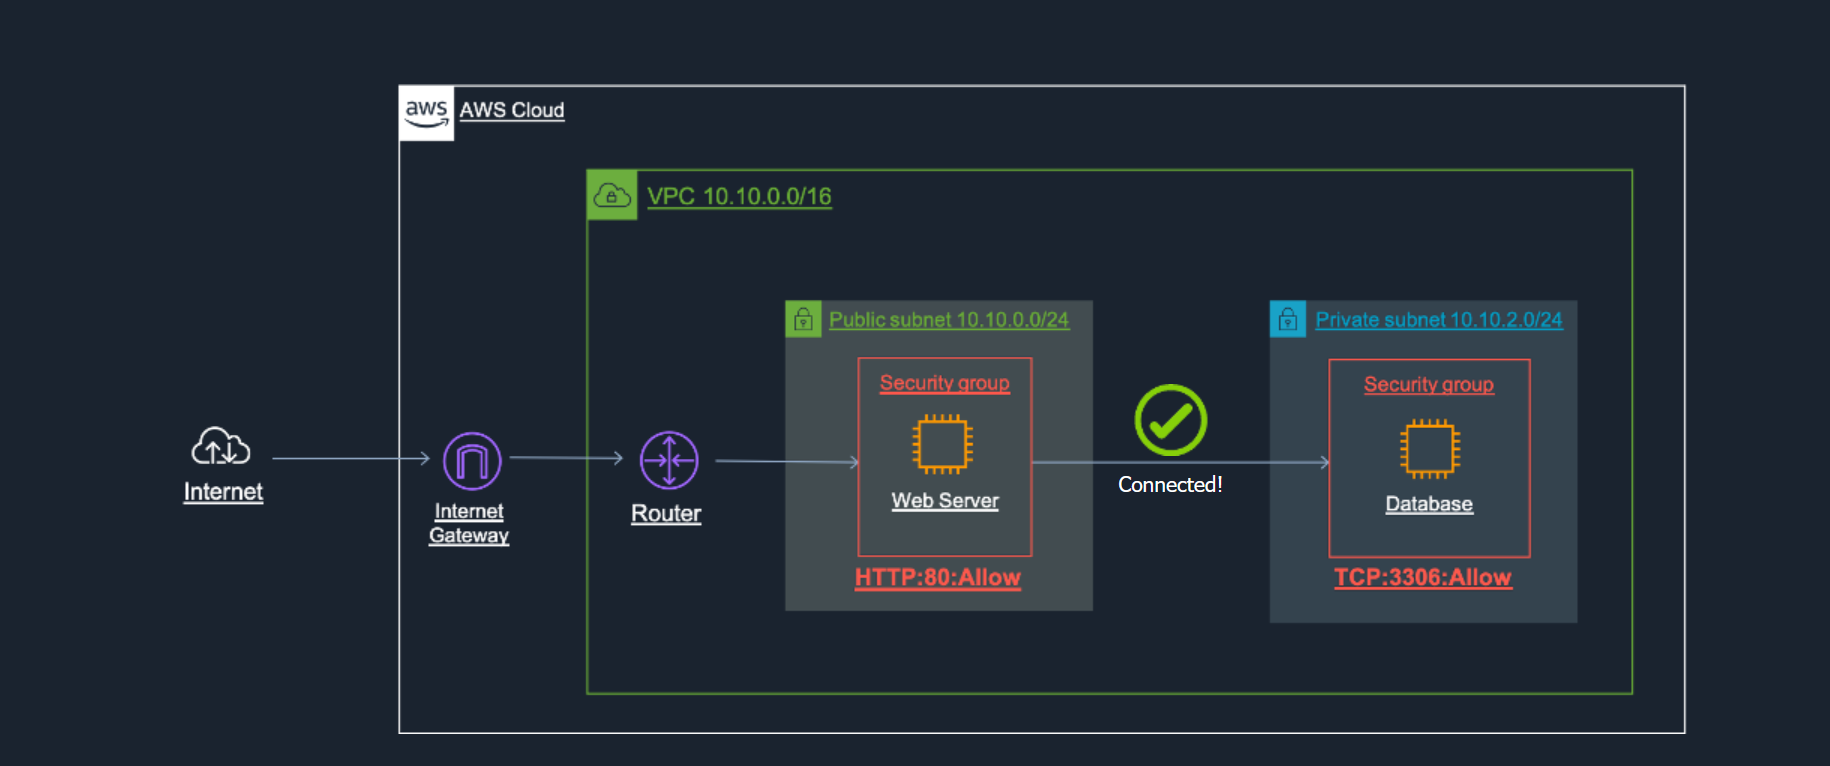 aws
AWS Cloud
VPC 10.10.0.0/16
Public subnet 10.10.0.0/24
Private subnet 10.10.2.0/24
Security group
Security group
Internet
Internet
Gateway
Router
Web Server
Connected!
Database
HTTP:80:Allow
TCP:3306:Allow